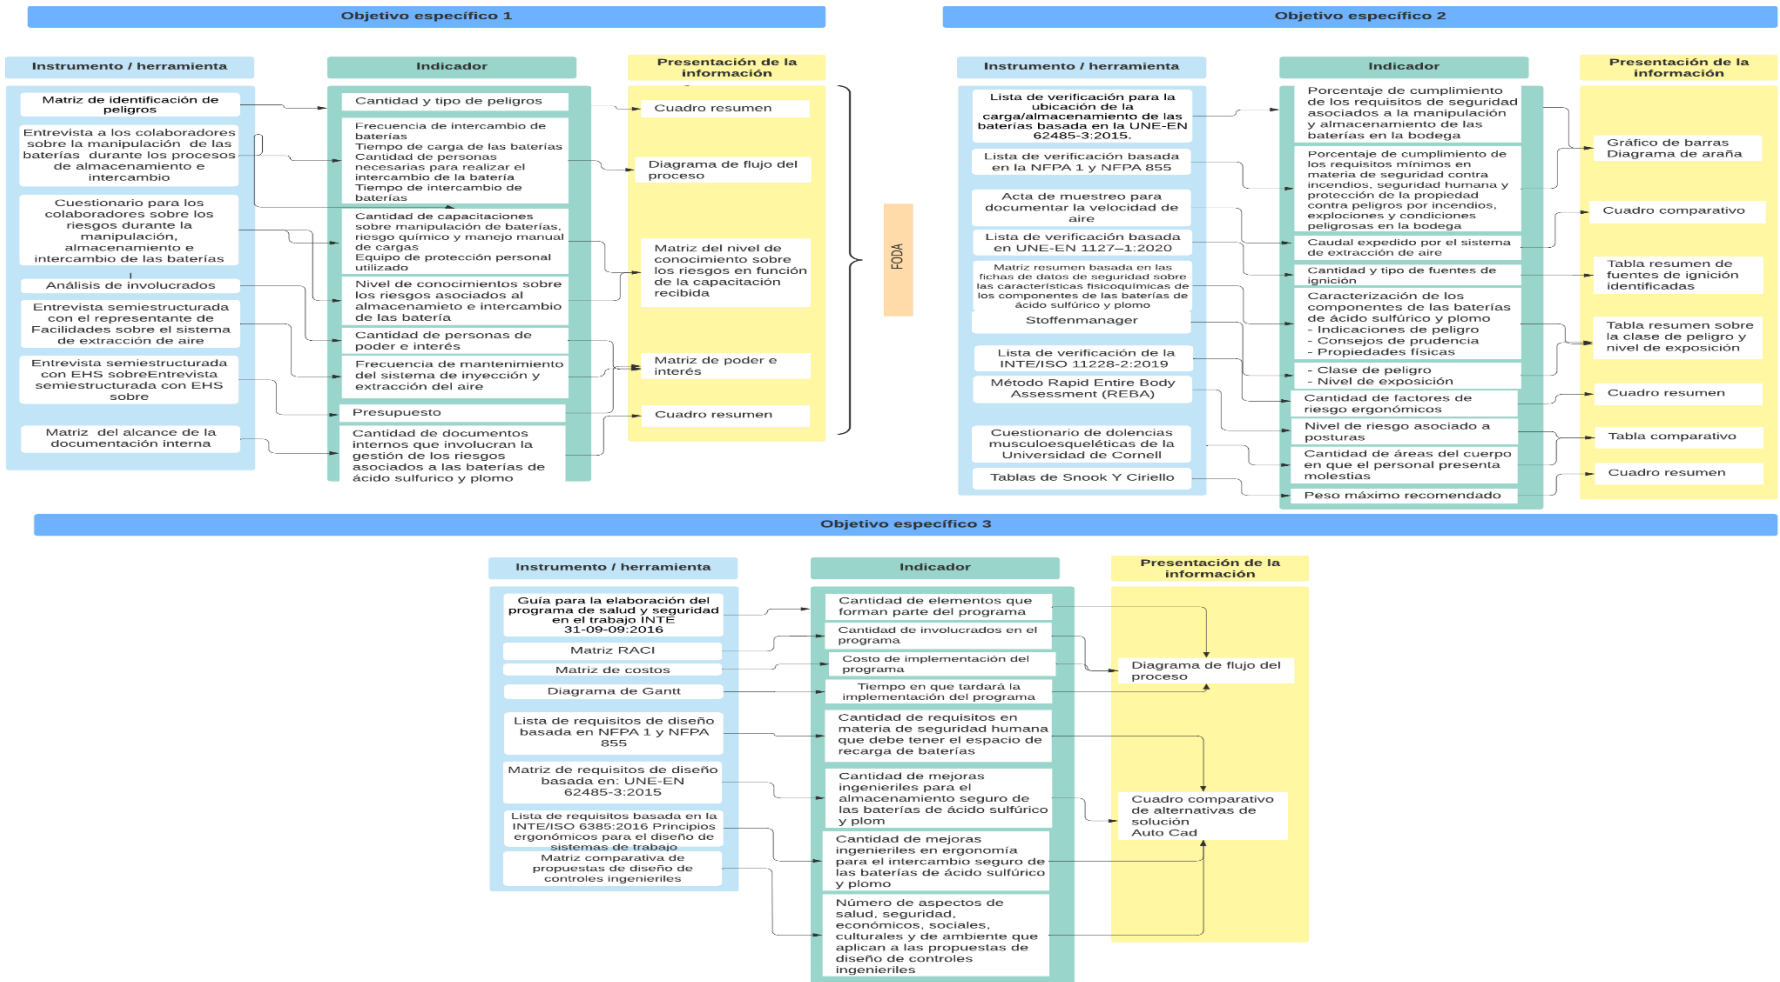 Objetivo específico 1
Instrumento / herramienta
Matriz de identificación de
peligros
Entrevista a los colaboradores
sobre la manipulación de las
baterías durante los procesos
de almacenamiento e
intercambio
Cuestionario para los
colaboradores sobre los
riesgos durante la
manipulación,
almacenamiento e
intercambio de las baterías
Análisis de involucrados
Entrevista semiestructurada
con el representante de
Facilidades sobre el sistema
de extracción de aire
Entrevista semiestructurada
con EHS sobreEntrevista
semiestructurada con EHS
sobre
Matriz del alcance de la
documentación interna
Indicador
Cantidad y tipo de peligros
Frecuencia de intercambio de
baterías
Tiempo de carga de las baterías
Cantidad de personas
necesarias para realizar el
intercambio de la batería
Tiempo de intercambio de
baterías
Cantidad de capacitaciones
sobre manipulación de baterías,
riesgo químico y manejo manual
de cargas
Equipo de protección personal
utilizado
Nivel de conocimientos sobre
los riesgos asociados al
almacenamieto e intercambio
de las batería
Cantidad de personas de
poder e interés
Frecuencia de mantenimiento
del sistema de inyección y
extracción del aire
Presupuesto
Cantidad de documentos
internos que involucran la
gestión de los riesgos
asociados a las baterías de
ácido sulfurico y plomo
Presentación de la
información
Cuadro resumen
Diagrama de flujo del
proceso
Matriz del nivel de
conocimiento sobre
los riesgos en función
de la capacitación
recibida
Matriz de poder e
interés
Cuadro resumen
FODA
Objetivo específico 2
Instrumento / herramienta
Lista de verificación para la
ubicación de la
carga/almacenamiento de las
baterías basada en la UNE-EN
62485-3:2015.
Lista de verificación basada
en la NFPA 1 y NFPA 855
Acta de muestreo para
documentar la velocidad de
aire
Lista de verificación basada
en UNE-EN 1127–1:2020
Matriz resumen basada en las
fichas de datos de seguridad sobre
las características fisicoquímicas de
los componentes de las baterías de
ácido sulfúrico y plomo
Stoffenmanager
Lista de verificación de la
INTE/ISO 11228-2:2019
Método Rapid Entire Body
Assessment (REBA)
Cuestionario de dolencias
musculoesqueléticas de la
Universidad de Cornell
Tablas de Snook Y Ciriello
Indicador
Porcentaje de cumplimiento
de los requisitos de seguridad
asociados a la manipulación
y almacenamiento de las
baterías en la bodega
Porcentaje de cumplimiento de
los requisitos mínimos en
materia de seguridad contra
incendios, seguridad humana y
protección de la propiedad
contra peligros por incendios,
explociones y condiciones
peligrosas en la bodega
Caudal expedido por el sistema
de extracción de aire
Cantidad y tipo de fuentes de
ignición
Caracterización de los
componentes de las baterías
de ácido sulfúrico y plomo
- Indicaciones de peligro
- Consejos de prudencia
- Propiedades físicas
- Clase de peligro
- Nivel de exposición
Cantidad de factores de
riesgo ergonómicos
Nivel de riesgo asociado a
posturas
Cantidad de áreas del cuerpo
en que el personal presenta
molestias
Peso máximo recomendado
Presentación de la
información
Gráfico de barras
Diagrama de araña
Cuadro comparativo
Tabla resumen de
fuentes de ignición
identificadas
Tabla resumen sobre
la clase de peligro y
nivel de exposición
Cuadro resumen
Tabla comparativo
Cuadro resumen
Objetivo específico 3
Instrumento / herramienta
Guía para la elaboración del
programa de salud y seguridad
en el trabajo INTE
31-09-09:2016
Matriz RACI
Matriz de costos
Diagrama de Gantt
Lista de requisitos de diseño
basada en NFPA 1 y NFPA
855
Matriz de requisitos de diseño
basada en: UNE-EN
62485-3:2015
Lista de requisitos basada en la
INTE/ISO 6385:2016 Principios
ergonómicos para el diseño de
sistemas de trabajo
Matriz comparativa de
propuestas de diseño de
controles ingenieriles
Indicador
Cantidad de elementos que
forman parte del programa
Cantidad de involucrados en el
programa
Costo de implementación del
programa
Tiempo en que tardará la
implementación del programa
Cantidad de requisitos en
materia de seguridad humana
que debe tener el espacio de
recarga de baterías
Cantidad de mejoras
ingenieriles para el
almacenamiento seguro de
las baterías de ácido sulfúrico
y plom
Cantidad de mejoras
ingenieriles en ergonomía
para el intercambio seguro de
las baterías de ácido sulfúrico
y plomo
Número de aspectos de
salud, seguridad,
económicos, sociales,
culturales y de ambiente que
aplican a las propuestas de
diseño de controles
ingenieriles
Presentación de la
información
Diagrama de flujo del
proceso
Cuadro comparativo
de alternativas de
solución
Auto Cad